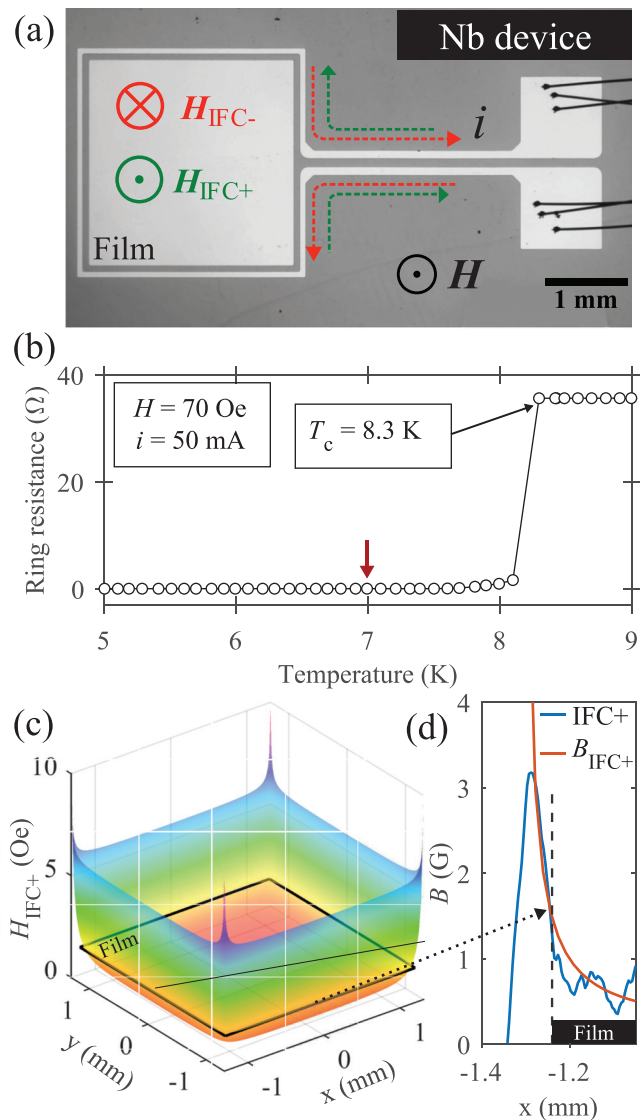 (a)
Nb device
H_IFC-
i
H_IFC+
Film
H
1 mm
(b)
40
20
0
Ring resistance (Ω)
H = 70 Oe
i = 50 mA
T_c = 8.3 K
5 6 7 8 9
Temperature (K)
(c)
10
5
0
H_IFC+ (Oe)
Film
1
0
-1
y (mm)
-1
0
1
x (mm)
(d)
IFC+
B_IFC+
4
3
2
1
0
B (G)
Film
-1.4 -1.2
x (mm)